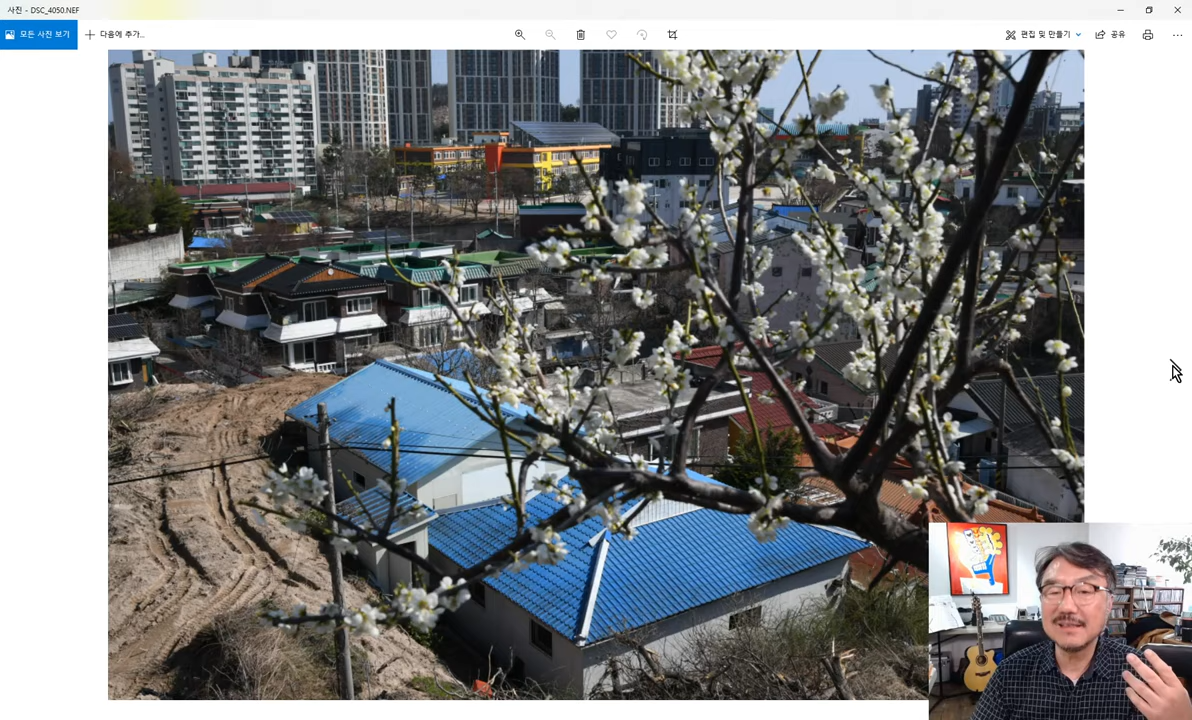 사진 - DSC_4050.NEF
모든 사진 보기
다음에 추가...
편집 및 만들기
공유